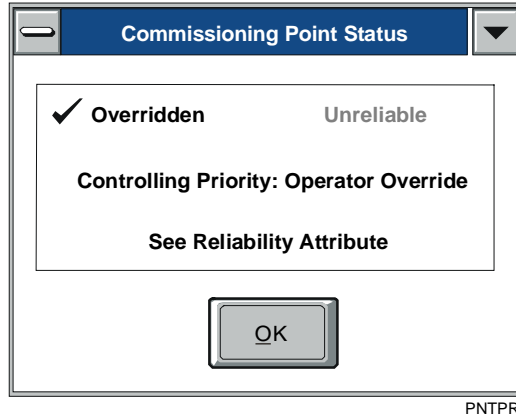 Commissioning Point Status
Overridden Unreliable
Controlling Priority: Operator Override
See Reliability Attribute
OK
PNTPR